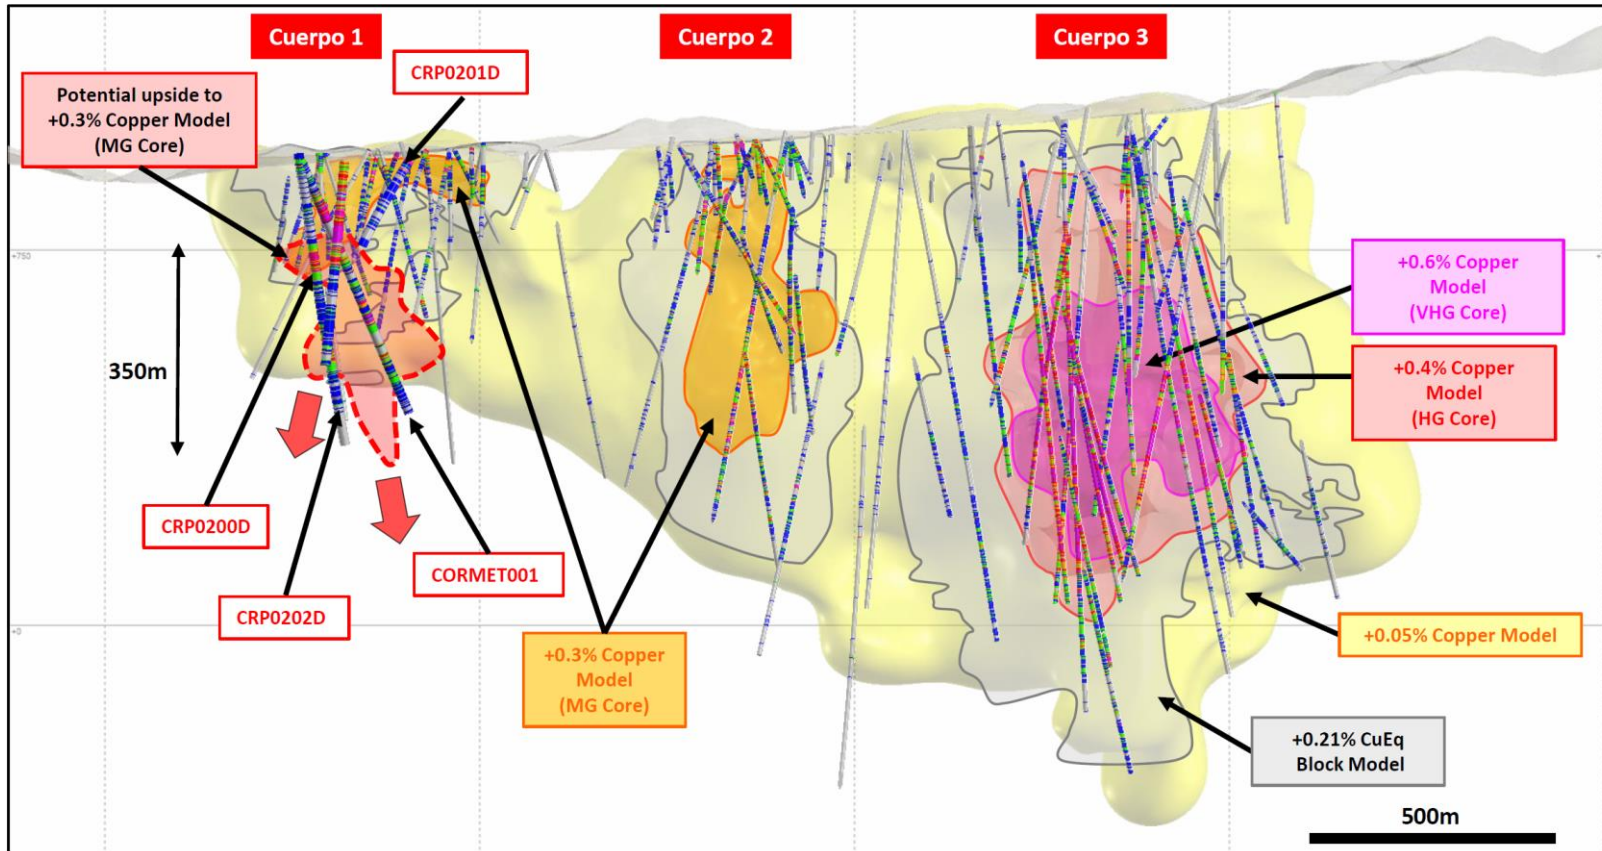 Cuerpo 1
Cuerpo 2
Cuerpo 3
CRP0201D
Potential upside to
+0.3% Copper Model
(MG Core)
+750
350m
+0.6% Copper
Model
(VHG Core)
+0.4% Copper
Model
(HG Core)
CRP0200D
CORMET001
CRP0202D
+0
+0.3% Copper
Model
(MG Core)
+0.05% Copper Model
+0.21% CuEq
Block Model
500m